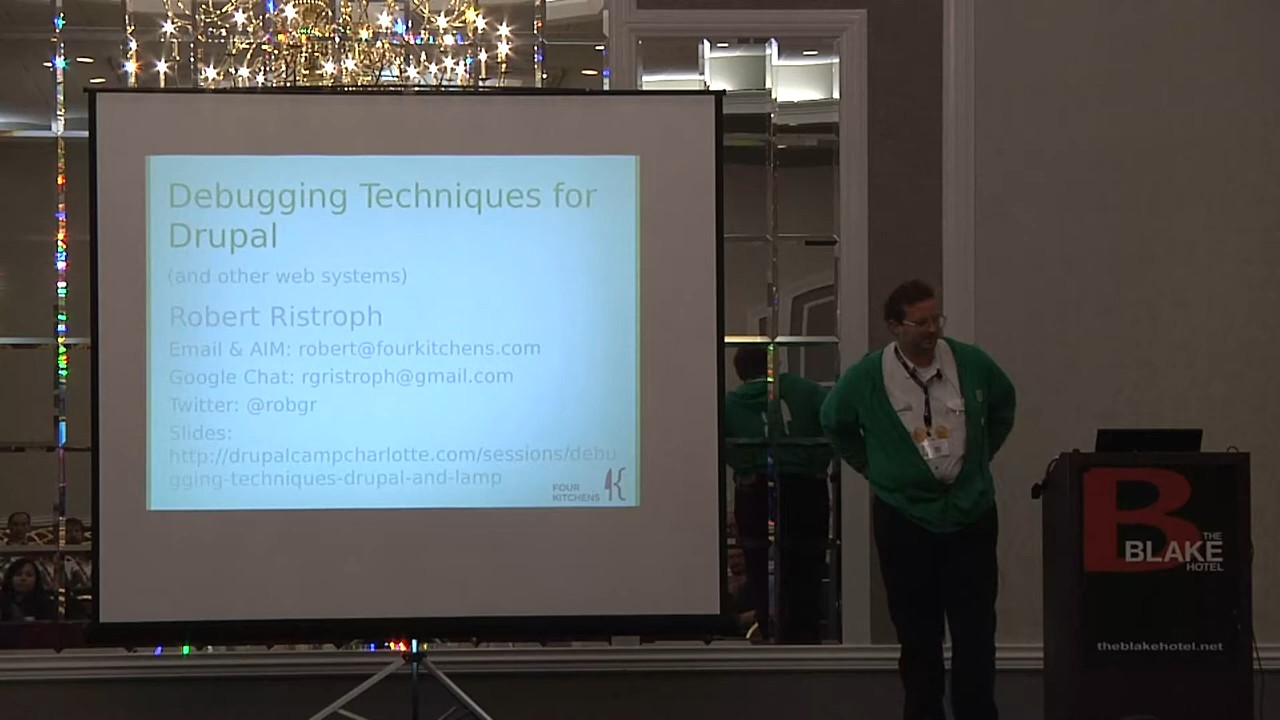 Debugging Techniques for
Drupal
(and other web systems)
Robert Ristroph
Email & AIM: robert@fourkitchens.com
Google Chat: rgristroph@gmail.com
Twitter: @robgr
Slides:
http://drupalcampcharlotte.com/sessions/debu
gging-techniques-drupal-and-lamp
FOUR
KITCHENS
4K
B
THE
BLAKE
HOTEL
theblakehotel.net